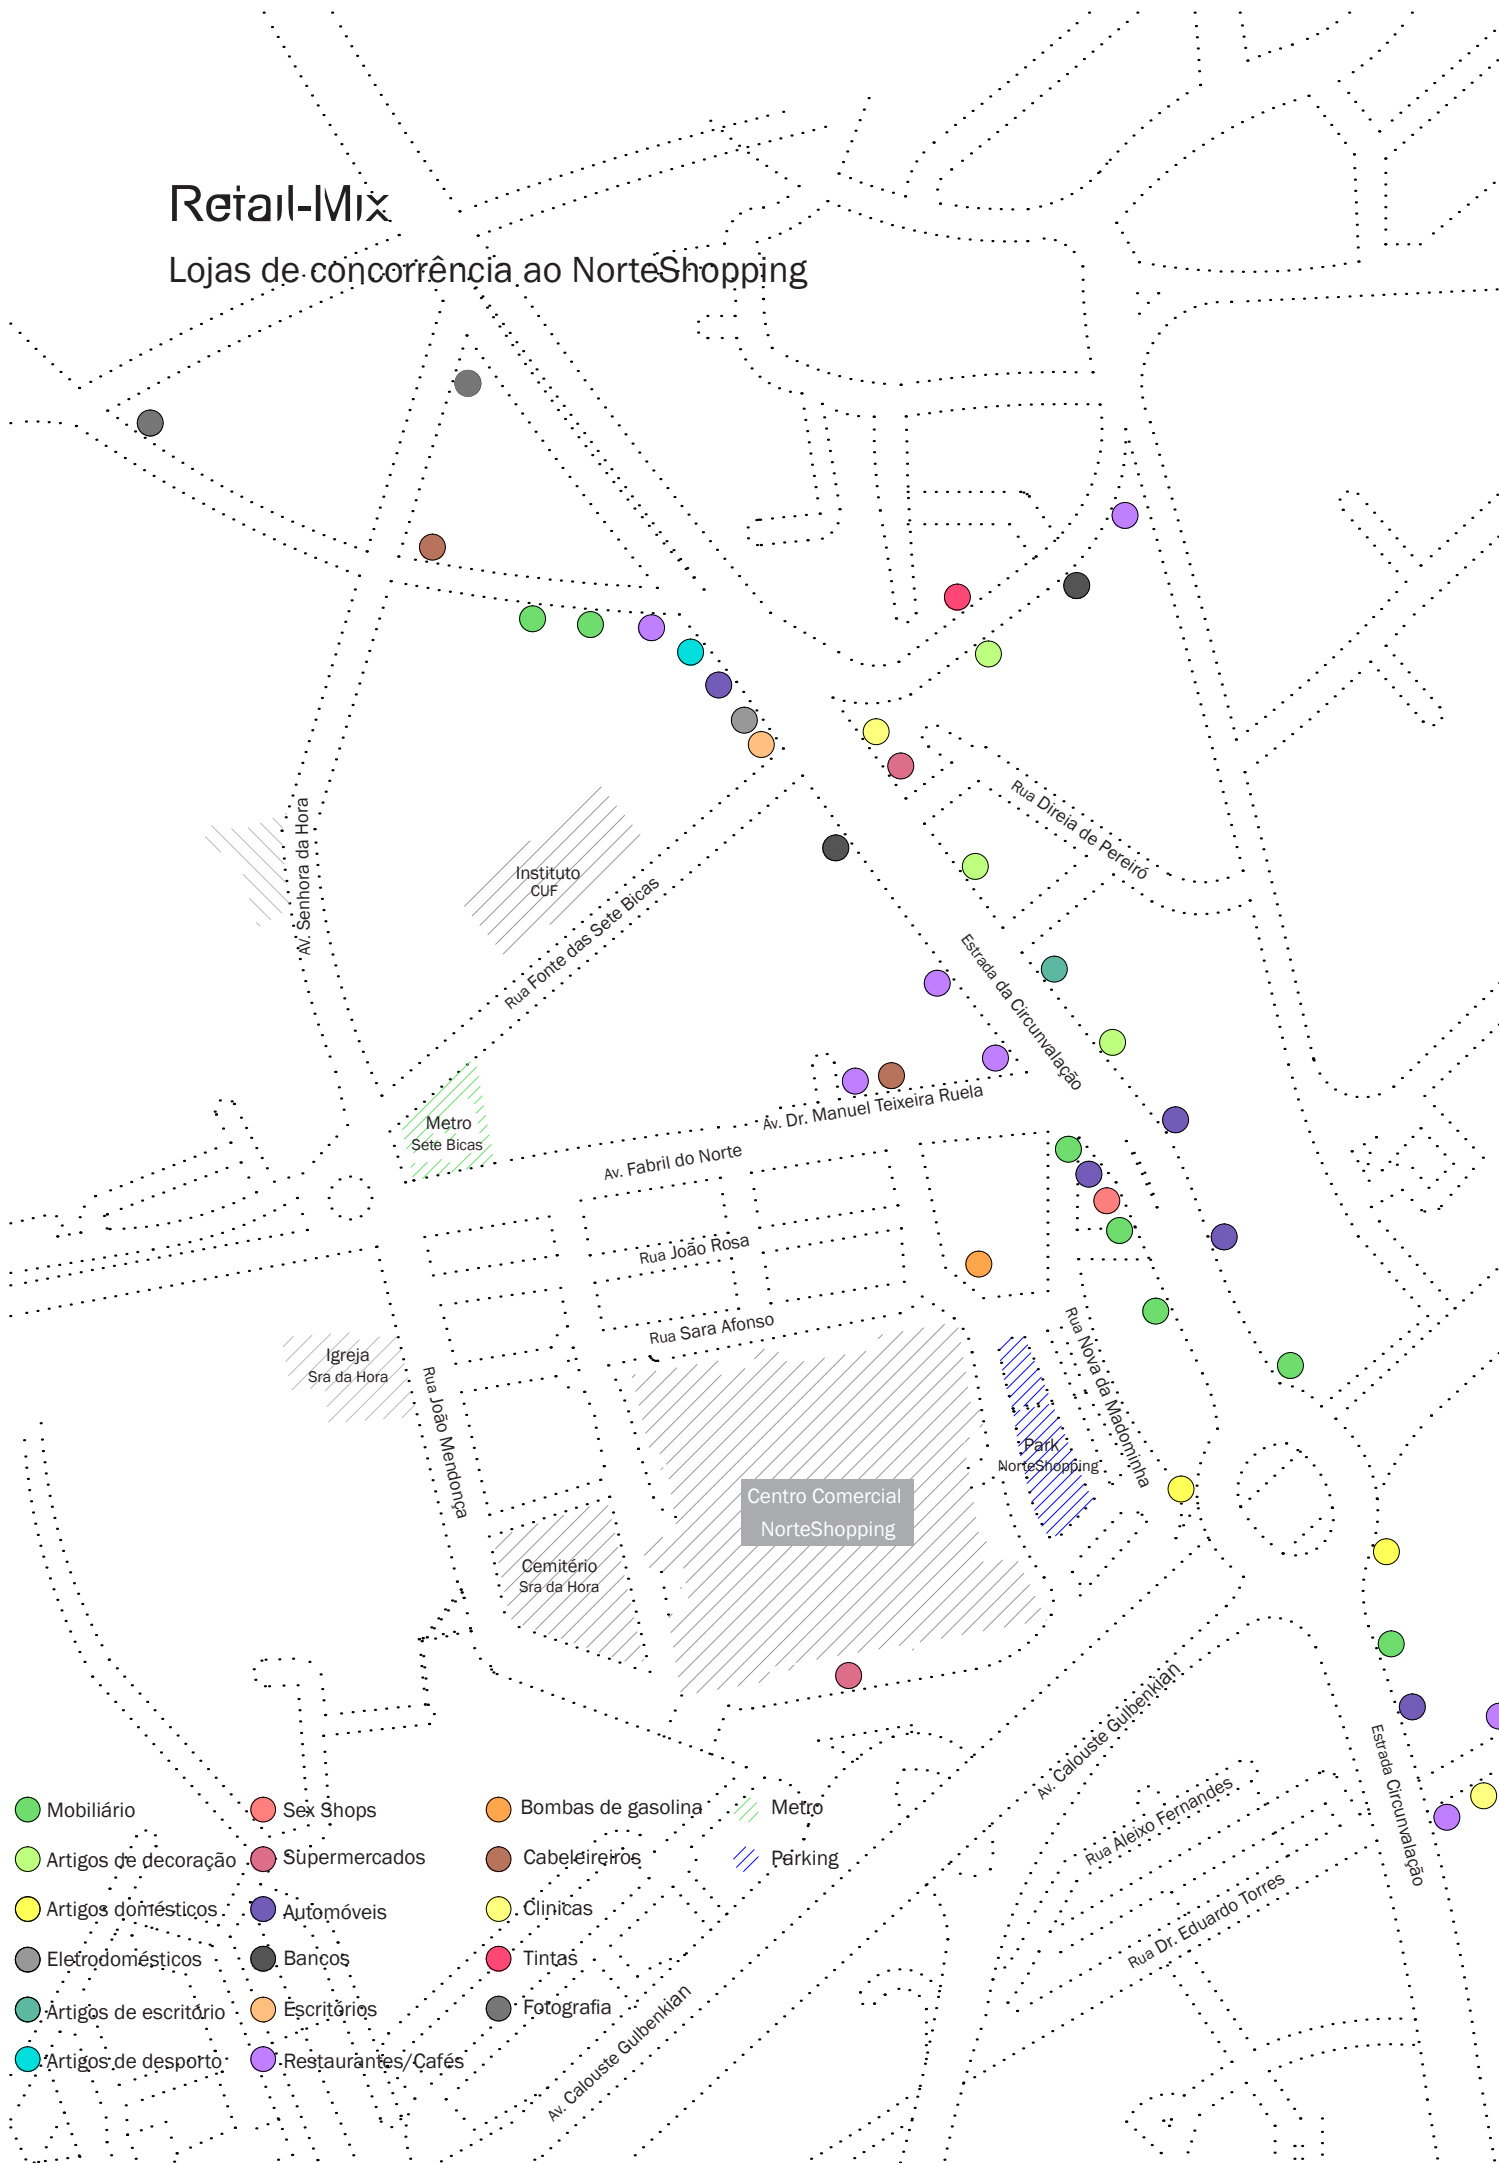 Retail-Mix
Lojas de concorrência ao NorteShopping
Rua Direia de Pereiró
Av. Senhora da Hora
Instituto
CUF
Rua Fonte das Sete Bicas
Estrada da Circunvalação
Metro
Sete Bicas
Av. Dr. Manuel Teixeira Ruela
Av. Fabril do Norte
Rua João Rosa
Rua Sara Afonso
Igreja
Sra da Hora
Rua João Mendonça
Rua Nova da Madominha
Park
NorteShopping
Centro Comercial
NorteShopping
Cemitério
Sra da Hora
Av. Calouste Gulbenkian
Estrada Circunvalação
Rua Aleixo Fernandes
Rua Dr. Eduardo Torres
Av. Calouste Gulbenkian
Mobiliário
Artigos de decoração
Artigos domésticos
Eletrodomésticos
Artigos de escritório
Artigos de desporto
Sex Shops
Supermercados
Automóveis
Bancos
Escritórios
Restaurantes/Cafés
Bombas de gasolina
Cabeleireiros
Clinicas
Tintas
Fotografia
Metro
Parking